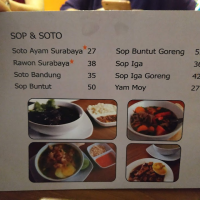 SOP & SOTO
Soto Ayam Surabaya* 27
Rawon Surabaya* 38
Soto Bandung 35
Sop Buntut 50
Sop Buntut Goreng
Sop Iga
Sop Iga Goreng
Yam Moy 27